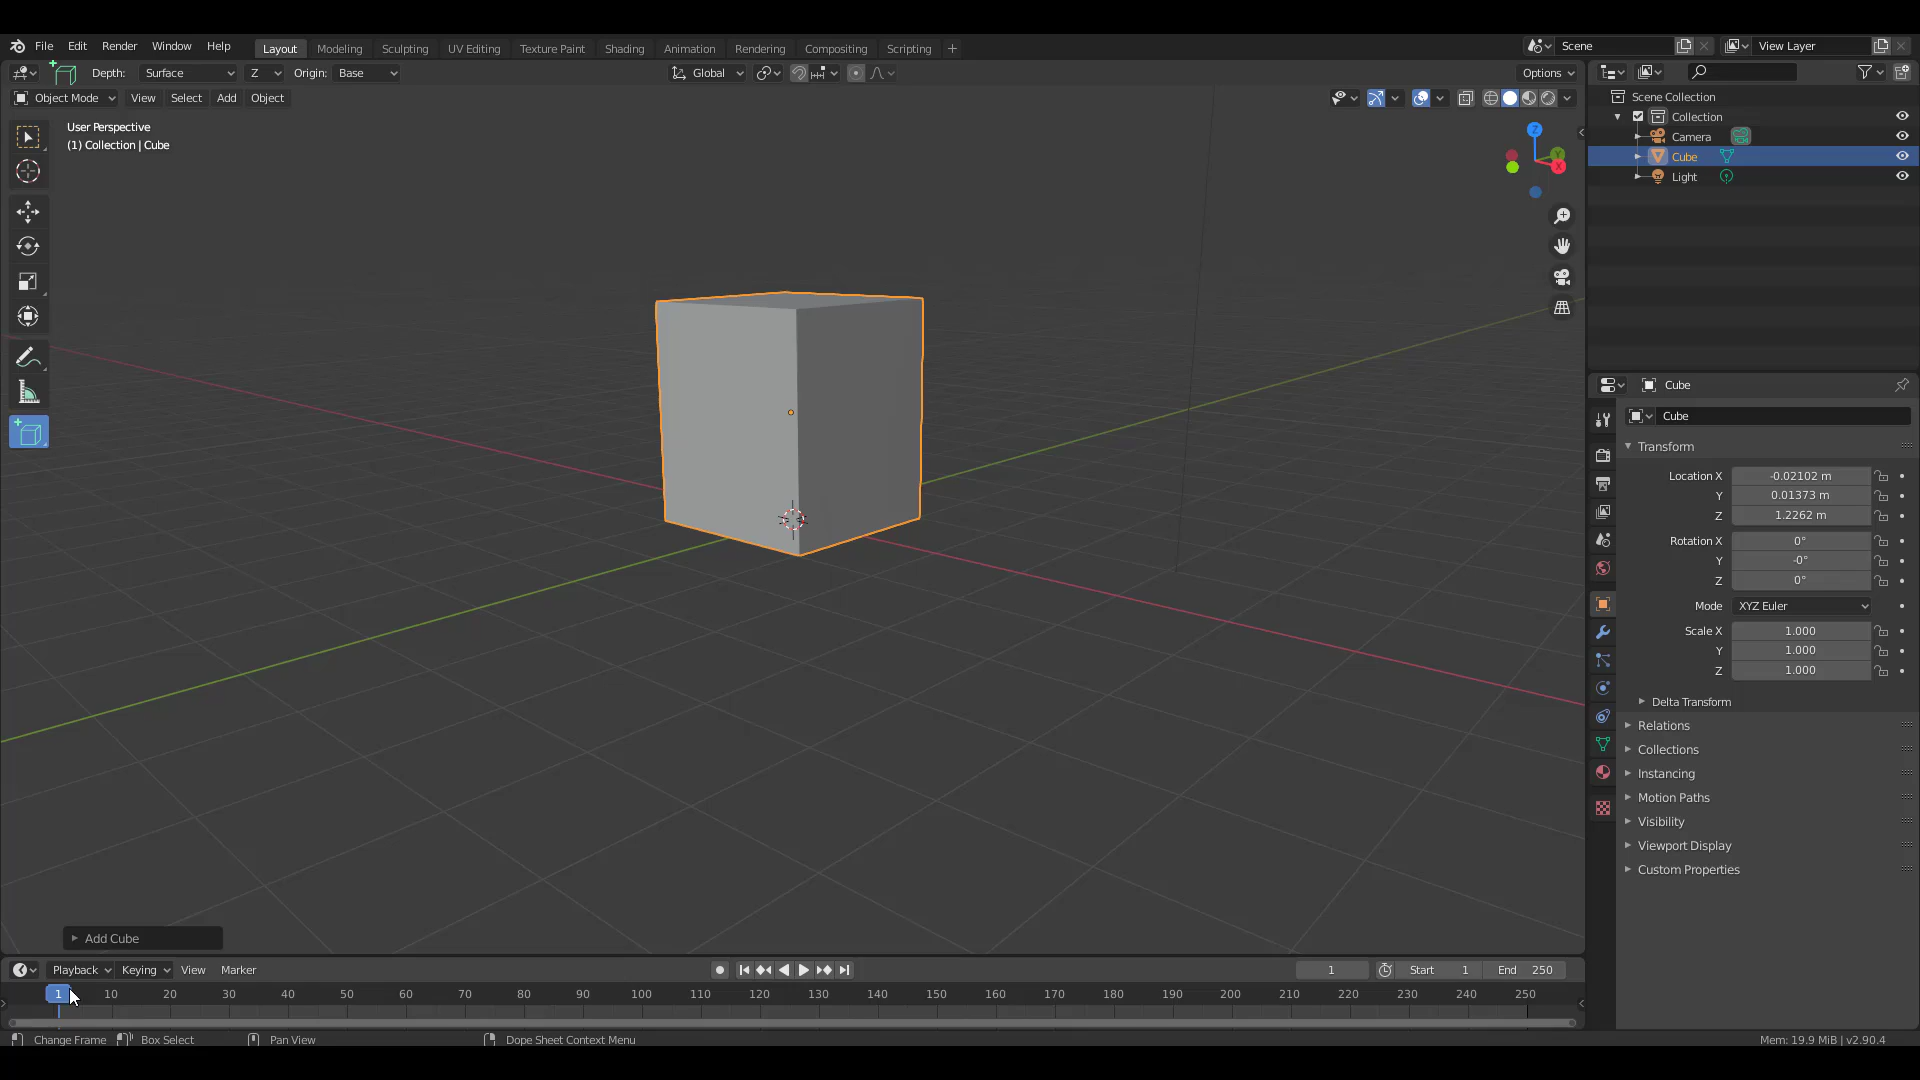 File Edit Render Window Help Layout Modeling Sculpting UV Editing Texture Paint Shading Animation Rendering Compositing Scripting + Scene View Layer
Depth: Surface Z Origin: Base Global Options
Object Mode View Select Add Object
User Perspective
(1) Collection | Cube
Z
Y
X
Scene Collection
Collection
Camera
Cube
Light
Cube
Cube
Transform
Location X -0.02102 m
Y 0.01373 m
Z 1.2262 m
Rotation X 0°
Y -0°
Z 0°
Mode XYZ Euler
Scale X 1.000
Y 1.000
Z 1.000
Delta Transform
Relations
Collections
Instancing
Motion Paths
Visibility
Viewport Display
Custom Properties
Add Cube
Playback Keying View Marker 1 Start 1 End 250
1 10 20 30 40 50 60 70 80 90 100 110 120 130 140 150 160 170 180 190 200 210 220 230 240 250
Change Frame Box Select Pan View Dope Sheet Context Menu Mem: 19.9 MiB | v2.90.4